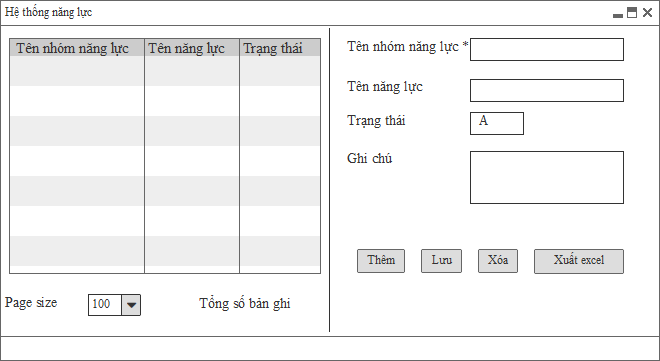 Hệ thống năng lực
Tên nhóm năng lực
Tên năng lực
Trạng thái
Tên nhóm năng lực *
Tên năng lực
Trạng thái
A
Ghi chú
Thêm
Lưu
Xóa
Xuất excel
Page size
100
Tổng số bản ghi